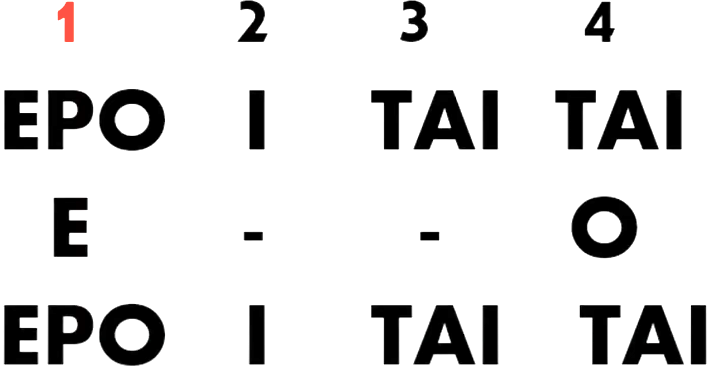 1 2 3 4
EPO I TAI TAI
E - - O
EPO I TAI TAI